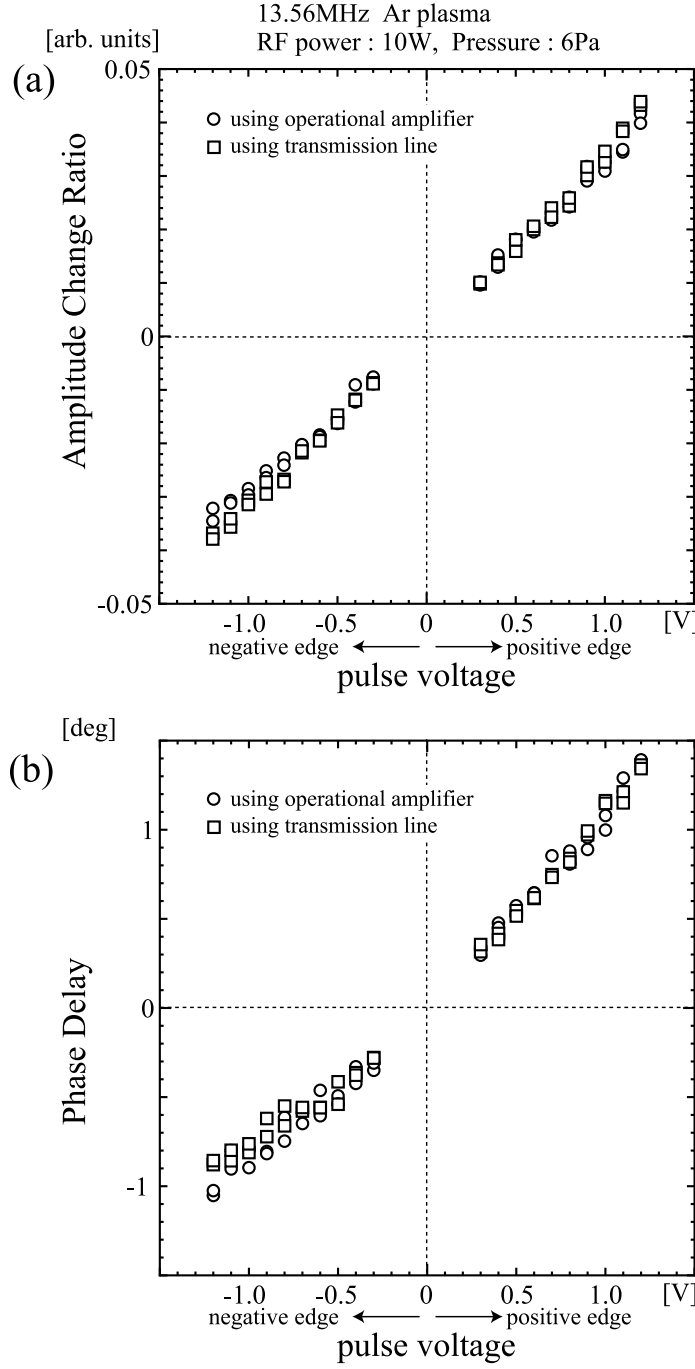 13.56MHz Ar plasma
[arb. units] RF power : 10W, Pressure : 6Pa
(a)
0.05
○ using operational amplifier
□ using transmission line
Amplitude Change Ratio
0
-0.05
-1.0 -0.5 0 0.5 1.0 [V]
negative edge ← → positive edge
pulse voltage
[deg]
(b)
○ using operational amplifier
□ using transmission line
1
Phase Delay
0
-1
-1.0 -0.5 0 0.5 1.0 [V]
negative edge ← → positive edge
pulse voltage